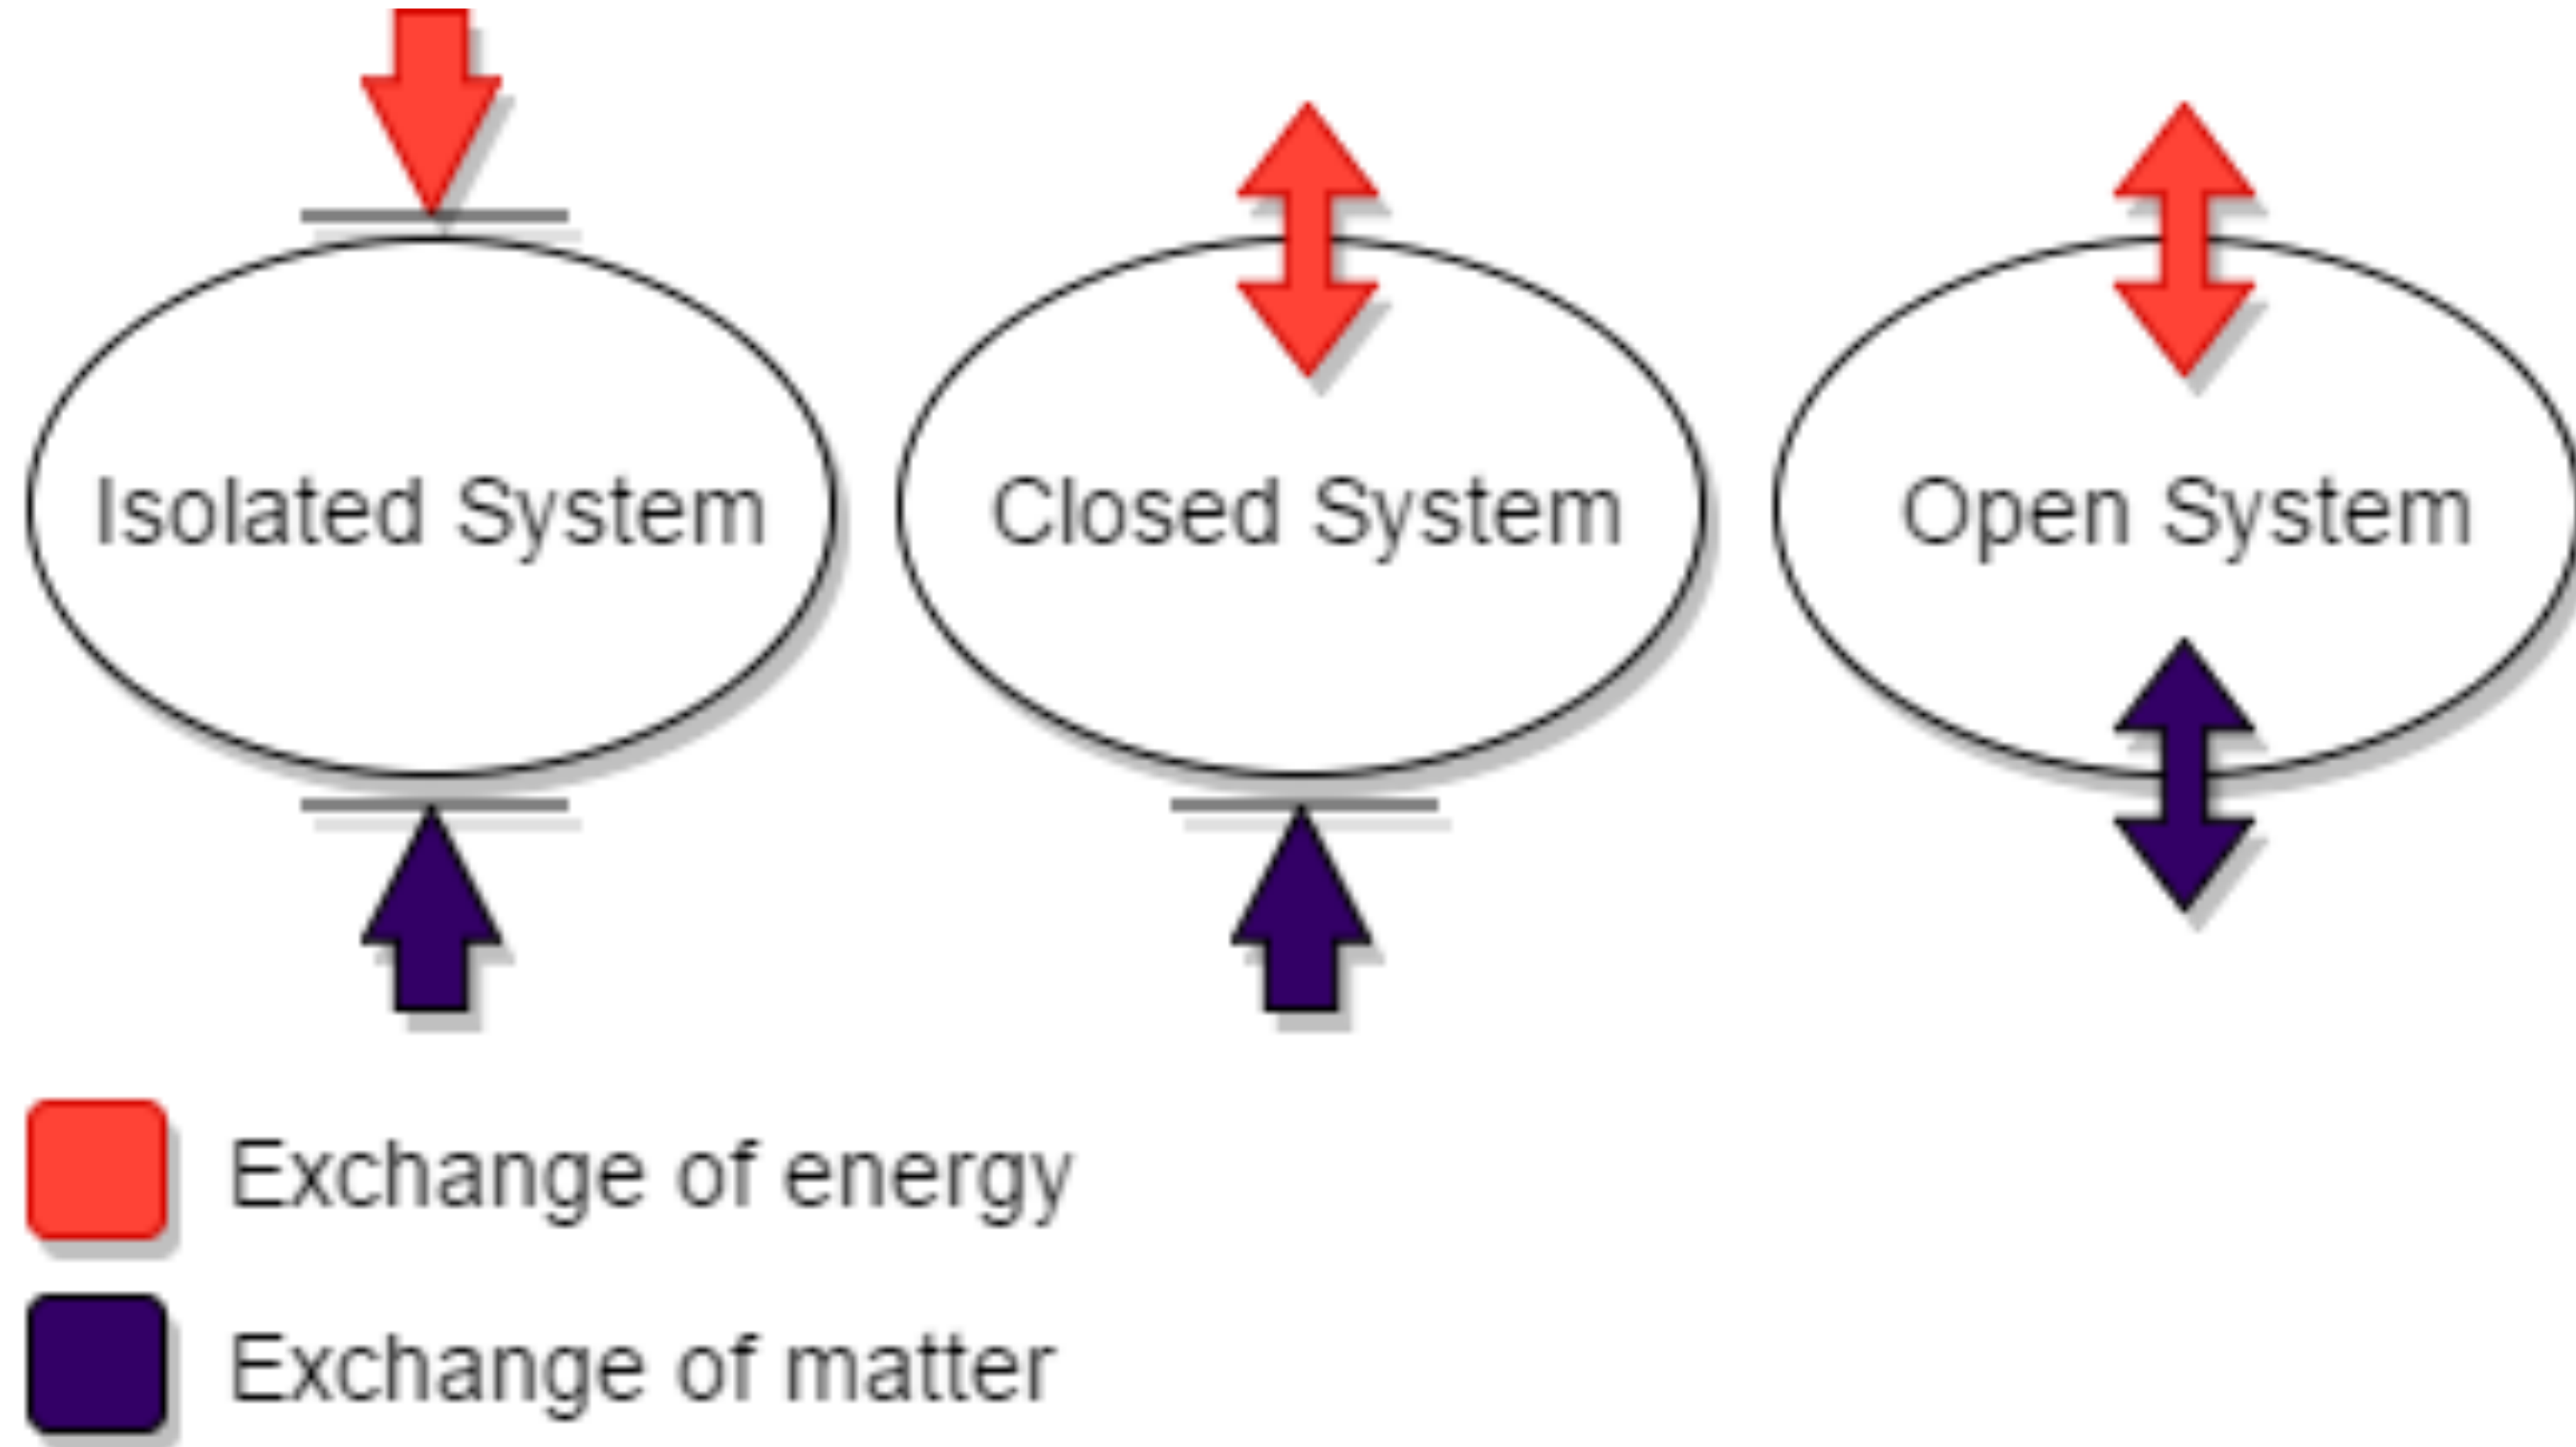 Isolated System
Closed System
Open System
Exchange of energy
Exchange of matter